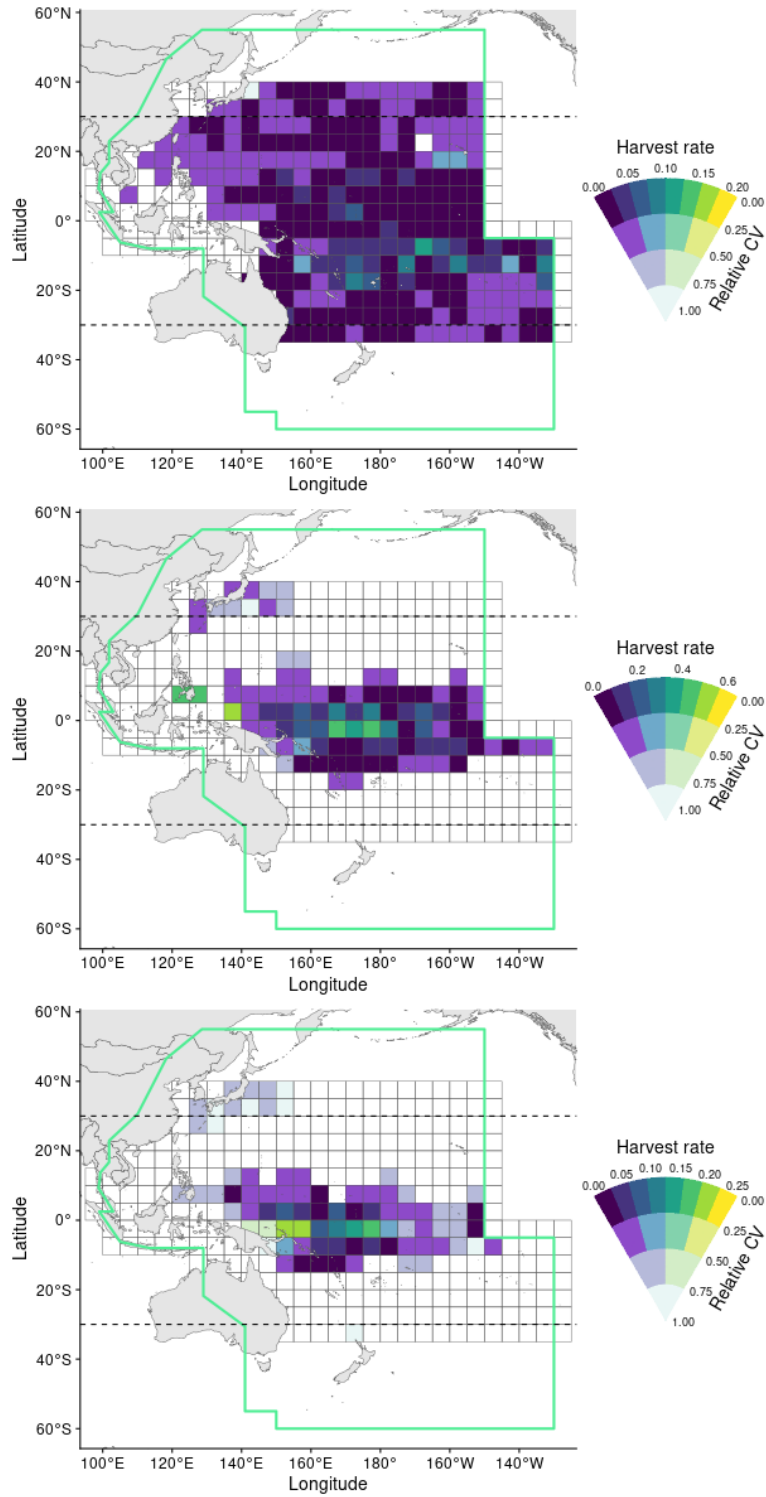 60°N
40°N
20°N
0°
20°S
40°S
60°S
Latitude
100°E 120°E 140°E 160°E 180° 160°W 140°W
Longitude
Harvest rate
0.00 0.05 0.10 0.15 0.20
0.00
0.25
0.50
0.75
1.00
Relative CV
60°N
40°N
20°N
0°
20°S
40°S
60°S
Latitude
100°E 120°E 140°E 160°E 180° 160°W 140°W
Longitude
Harvest rate
0.0 0.2 0.4 0.6
0.00
0.25
0.50
0.75
1.00
Relative CV
60°N
40°N
20°N
0°
20°S
40°S
60°S
Latitude
100°E 120°E 140°E 160°E 180° 160°W 140°W
Longitude
Harvest rate
0.00 0.05 0.10 0.15 0.20 0.25
0.00
0.25
0.50
0.75
1.00
Relative CV